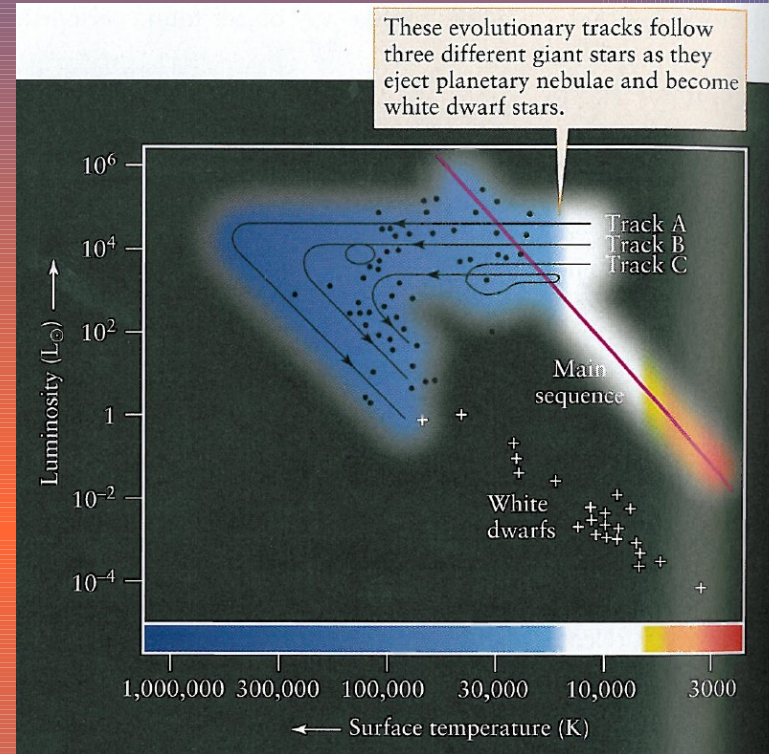 These evolutionary tracks follow
three different giant stars as they
eject planetary nebulae and become
white dwarf stars.
10⁶
10⁴
10²
1
10⁻²
10⁻⁴
Luminosity (L☉)
Track A
Track B
Track C
Main
sequence
White
dwarfs
1,000,000 300,000 100,000 30,000 10,000 3000
Surface temperature (K)